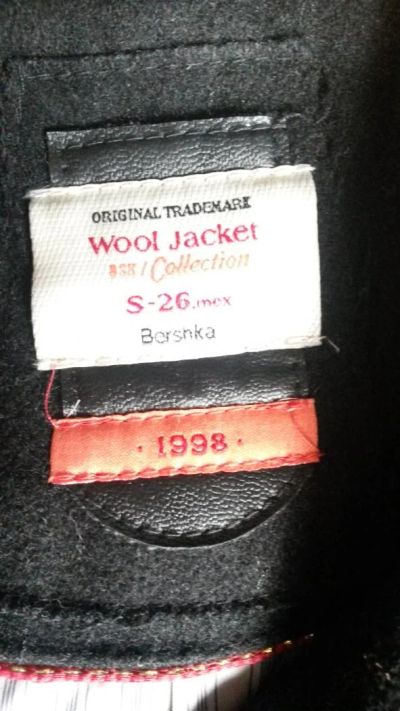 ORIGINAL TRADEMARK
Wool Jacket
BSK / Collection
S-26.mex
Bershka
· 1998 ·